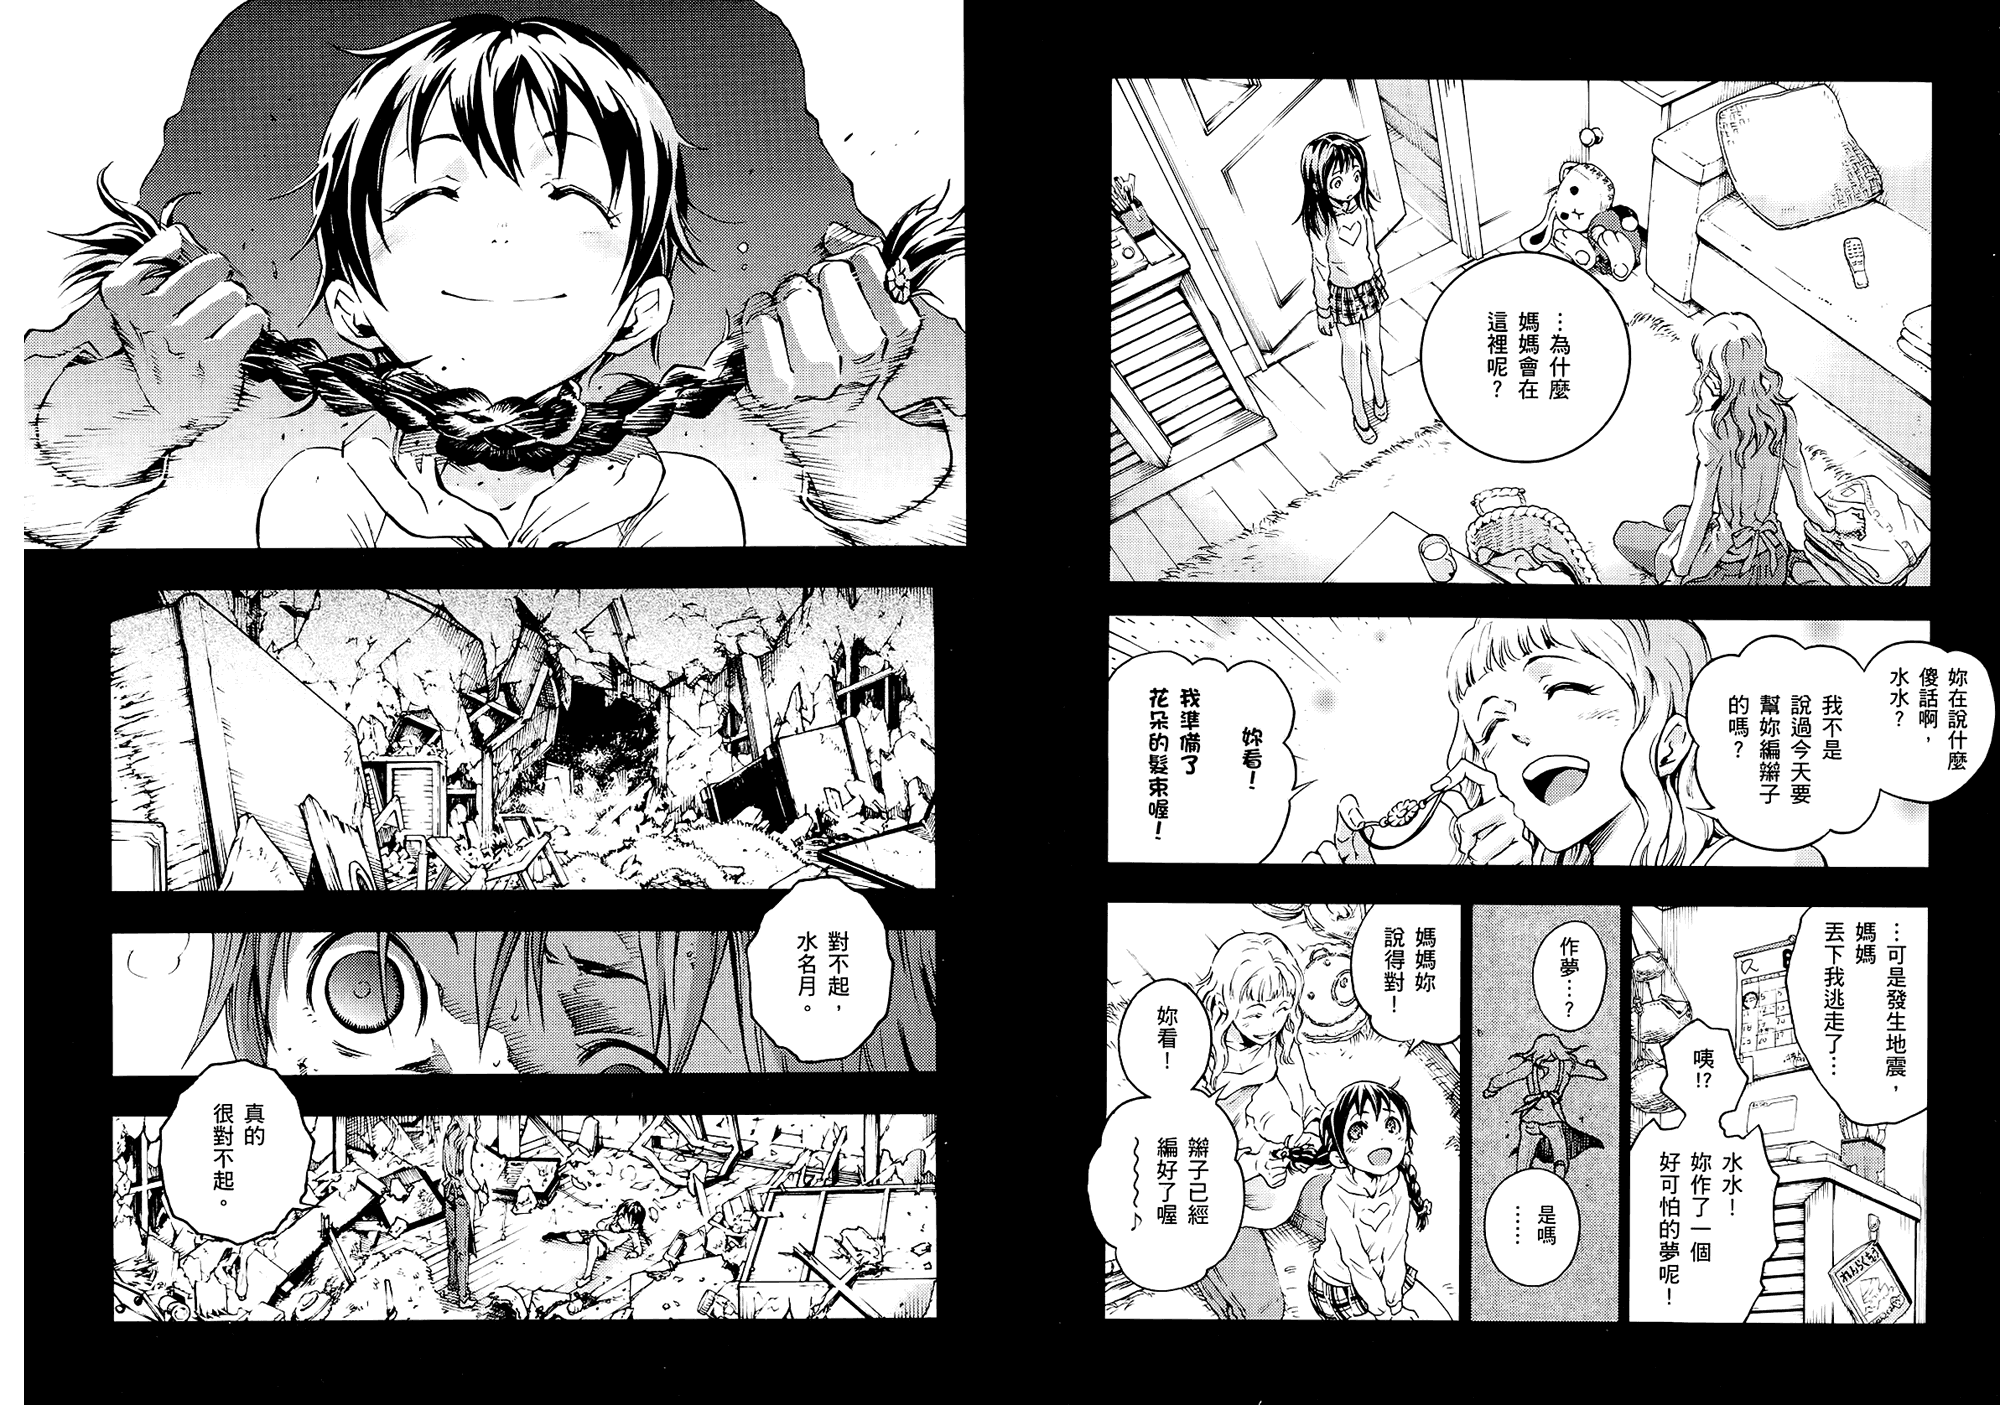 …為什麼
媽媽會在
這裡呢？
妳在說什麼
傻話啊，
水水？
我不是
說過今天要
幫妳編辮子
的嗎？
妳看！
我準備了
花朵的髮束喔！
…可是發生地震，
媽媽
丟下我逃走了…
咦!?
水水！
妳作了一個
好可怕的夢呢！
れんらく
作夢…？
是嗎
……
媽媽妳
說得對！
妳看！
辮子已經
編好了喔
～～～～♪
對不起，
水名月。
真的
很對不起。